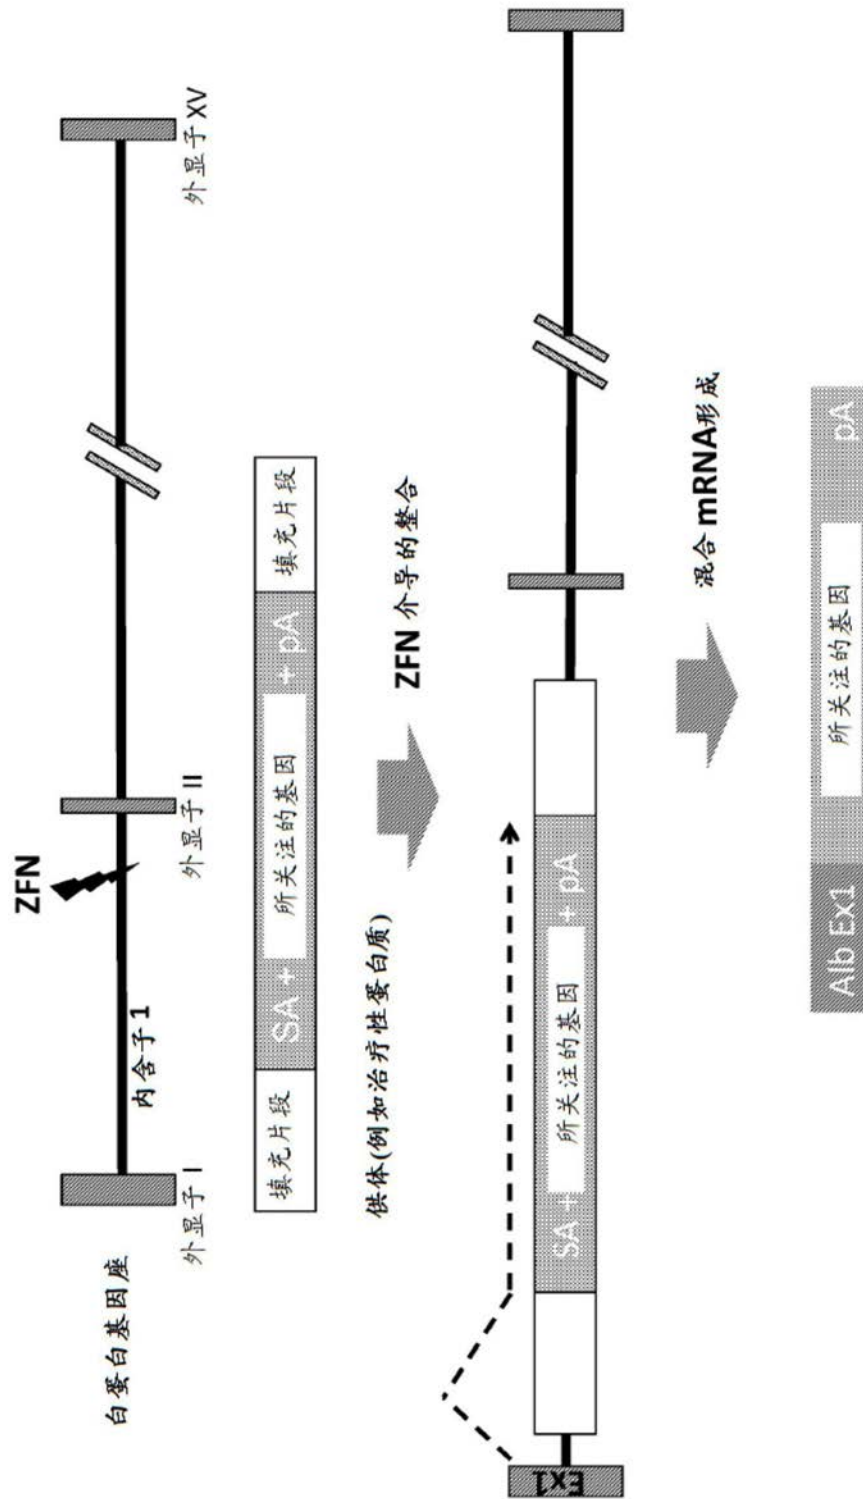 ZFN
内含子 1
白蛋白基因座
外显子 I
外显子 II
外显子 XV
填充片段
SA +
所关注的基因
+ pA
填充片段
供体(例如治疗性蛋白质)
ZFN 介导的整合
Ex1
SA +
所关注的基因
+ pA
混合 mRNA形成
Alb Ex1
所关注的基因
pA